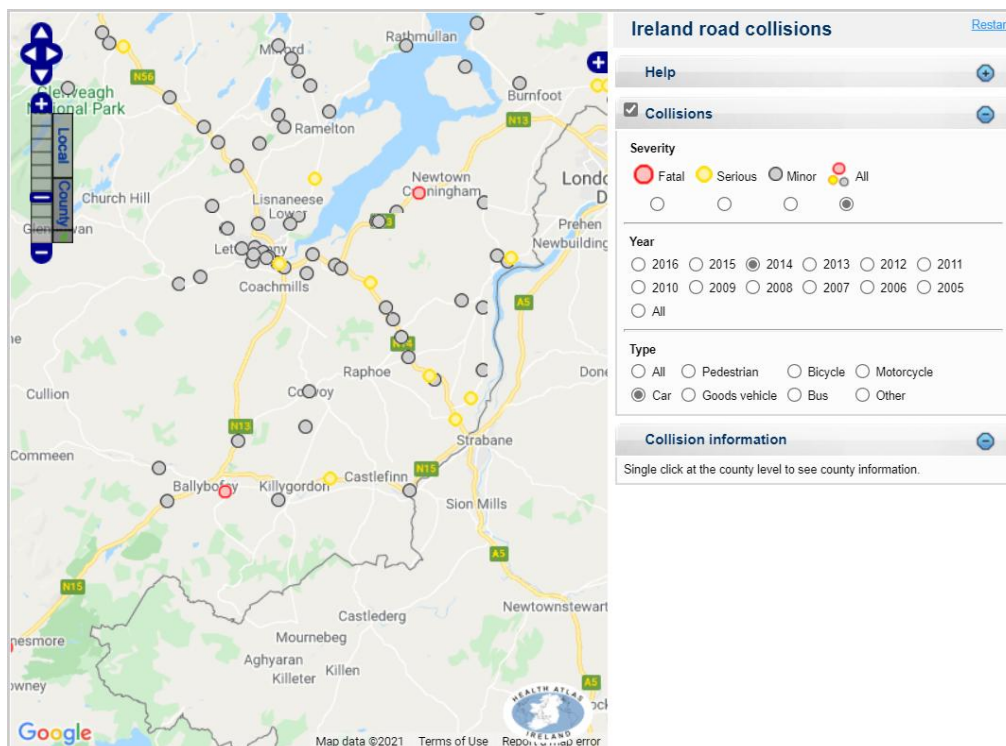 Rathmullan
Milford
N56
Glenveagh
National Park
Burnfoot
N13
Ramelton
Local
County
Newtown
Cunningham
Church Hill
Lisnaneese
Lower
Prehen
Newbuilding
Coachmills
A5
N14
Raphoe
Convoy
Cullion
N13
Strabane
Commeen
N15
Ballybofey
Killygordon
Castlefinn
Sion Mills
A5
N15
Newtownstewart
Castlederg
nesmore
Mournebeg
Aghyaran
Killen
Killeter
owney
A5
HEALTH ATLAS
IRELAND
Google
Map data ©2021 Terms of Use Report a map error
Ireland road collisions
Restar
Help
Collisions
Severity
Fatal Serious Minor All
Year
2016 2015 2014 2013 2012 2011
2010 2009 2008 2007 2006 2005
All
Type
All Pedestrian Bicycle Motorcycle
Car Goods vehicle Bus Other
Collision information
Single click at the county level to see county information.